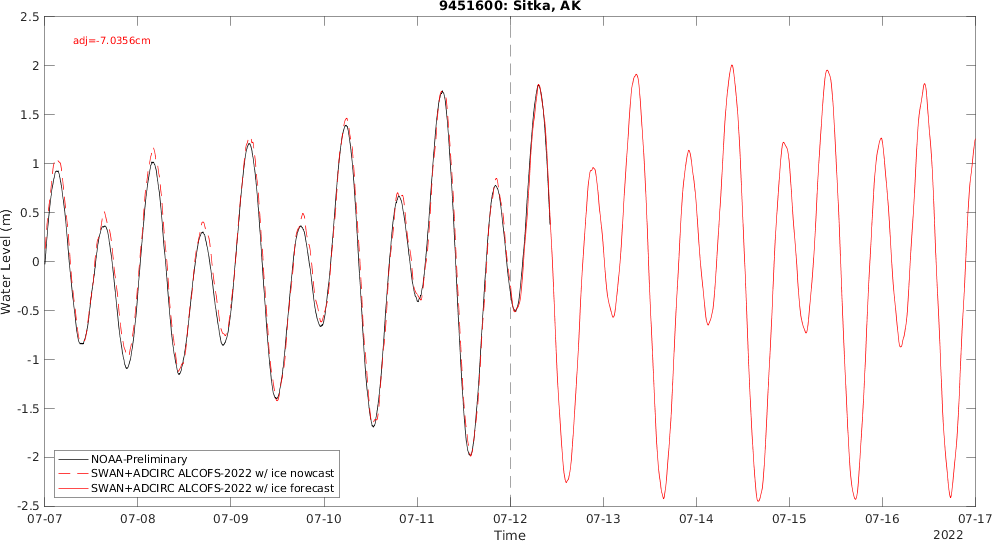 9451600: Sitka, AK
adj=-7.0356cm
Water Level (m)
2.5
2
1.5
1
0.5
0
-0.5
-1
-1.5
-2
-2.5
NOAA-Preliminary
SWAN+ADCIRC ALCOFS-2022 w/ ice nowcast
SWAN+ADCIRC ALCOFS-2022 w/ ice forecast
07-07 07-08 07-09 07-10 07-11 07-12 07-13 07-14 07-15 07-16 07-17
Time
2022